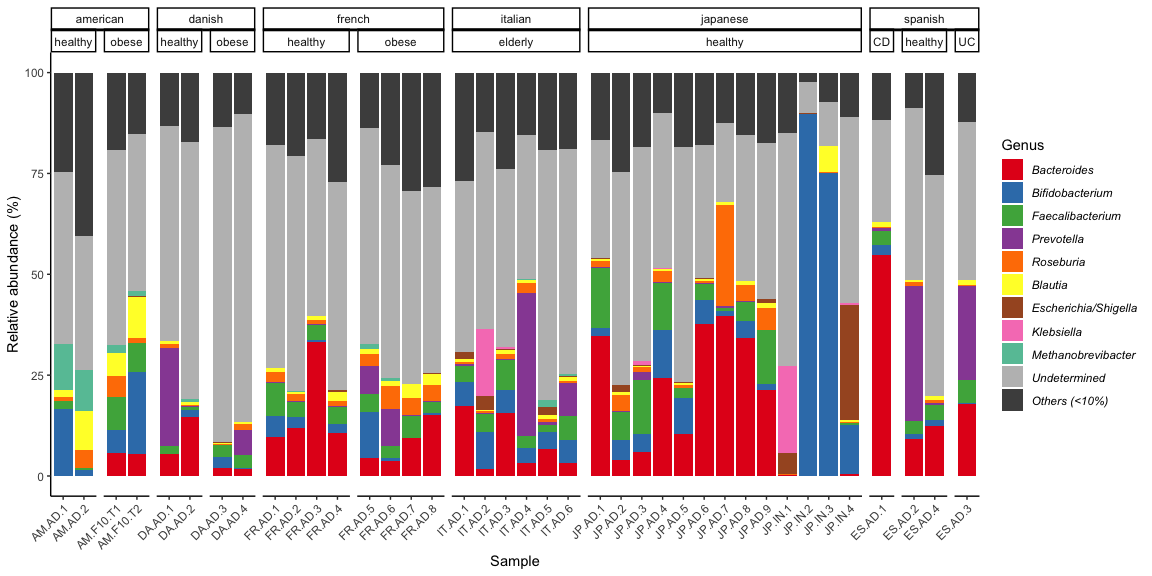 american danish french italian japanese spanish
healthy obese healthy obese healthy obese elderly healthy CD healthy UC
100
75
50
25
0
Relative abundance (%)
AM.AD.1 AM.AD.2 AM.F10.T1 AM.F10.T2 DA.AD.1 DA.AD.2 DA.AD.3 DA.AD.4 FR.AD.1 FR.AD.2 FR.AD.3 FR.AD.4 FR.AD.5 FR.AD.6 FR.AD.7 FR.AD.8 IT.AD.1 IT.AD.2 IT.AD.3 IT.AD.4 IT.AD.5 IT.AD.6 JP.AD.1 JP.AD.2 JP.AD.3 JP.AD.4 JP.AD.5 JP.AD.6 JP.AD.7 JP.AD.8 JP.AD.9 JP.IN.1 JP.IN.2 JP.IN.3 JP.IN.4 ES.AD.1 ES.AD.2 ES.AD.4 ES.AD.3
Sample
Genus
Bacteroides
Bifidobacterium
Faecalibacterium
Prevotella
Roseburia
Blautia
Escherichia/Shigella
Klebsiella
Methanobrevibacter
Undetermined
Others (<10%)